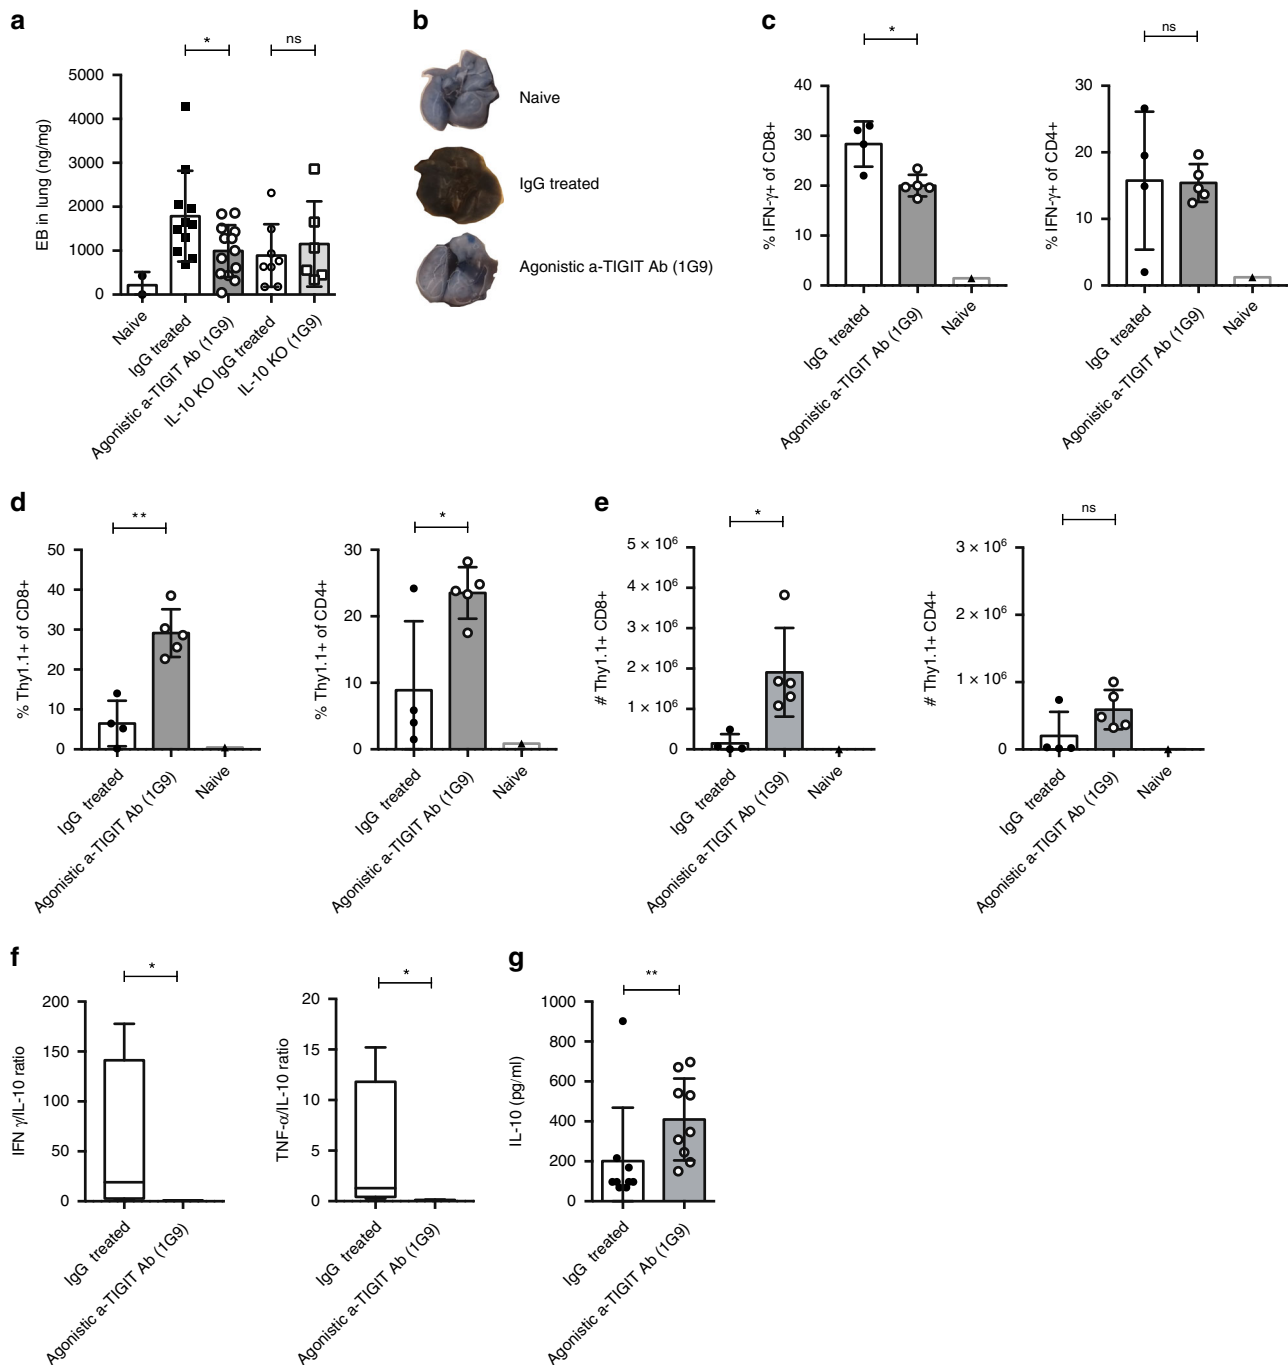 a
*
ns
EB in lung (ng/mg)
5000
4000
3000
2000
1000
0
Naive
IgG treated
Agonistic a-TIGIT Ab (1G9)
IL-10 KO IgG treated
IL-10 KO (1G9)
b
Naive
IgG treated
Agonistic a-TIGIT Ab (1G9)
c
*
% IFN-γ+ of CD8+
40
30
20
10
0
IgG treated
Agonistic a-TIGIT Ab (1G9)
Naive
ns
% IFN-γ+ of CD4+
30
20
10
0
IgG treated
Agonistic a-TIGIT Ab (1G9)
Naive
d
**
% Thy1.1+ of CD8+
50
40
30
20
10
0
IgG treated
Agonistic a-TIGIT Ab (1G9)
Naive
*
% Thy1.1+ of CD4+
30
20
10
0
IgG treated
Agonistic a-TIGIT Ab (1G9)
Naive
e
*
# Thy1.1+ CD8+
5 × 10⁶
4 × 10⁶
3 × 10⁶
2 × 10⁶
1 × 10⁶
0
IgG treated
Agonistic a-TIGIT Ab (1G9)
Naive
ns
# Thy1.1+ CD4+
3 × 10⁶
2 × 10⁶
1 × 10⁶
0
IgG treated
Agonistic a-TIGIT Ab (1G9)
Naive
f
*
IFN γ/IL-10 ratio
200
150
100
50
0
IgG treated
Agonistic a-TIGIT Ab (1G9)
*
TNF-α/IL-10 ratio
20
15
10
5
0
IgG treated
Agonistic a-TIGIT Ab (1G9)
g
**
IL-10 (pg/ml)
1000
800
600
400
200
0
IgG treated
Agonistic a-TIGIT Ab (1G9)